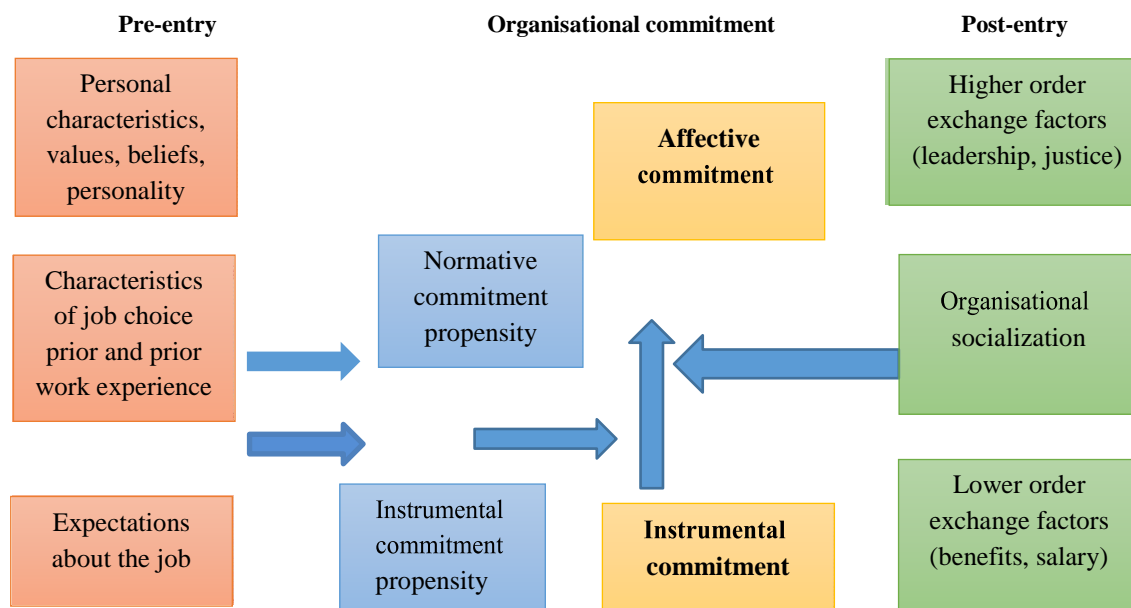 Pre-entry
Organisational commitment
Post-entry
Personal
characteristics,
values, beliefs,
personality
Characteristics
of job choice
prior and prior
work experience
Expectations
about the job
Normative
commitment
propensity
Instrumental
commitment
propensity
Affective
commitment
Instrumental
commitment
Higher order
exchange factors
(leadership, justice)
Organisational
socialization
Lower order
exchange factors
(benefits, salary)